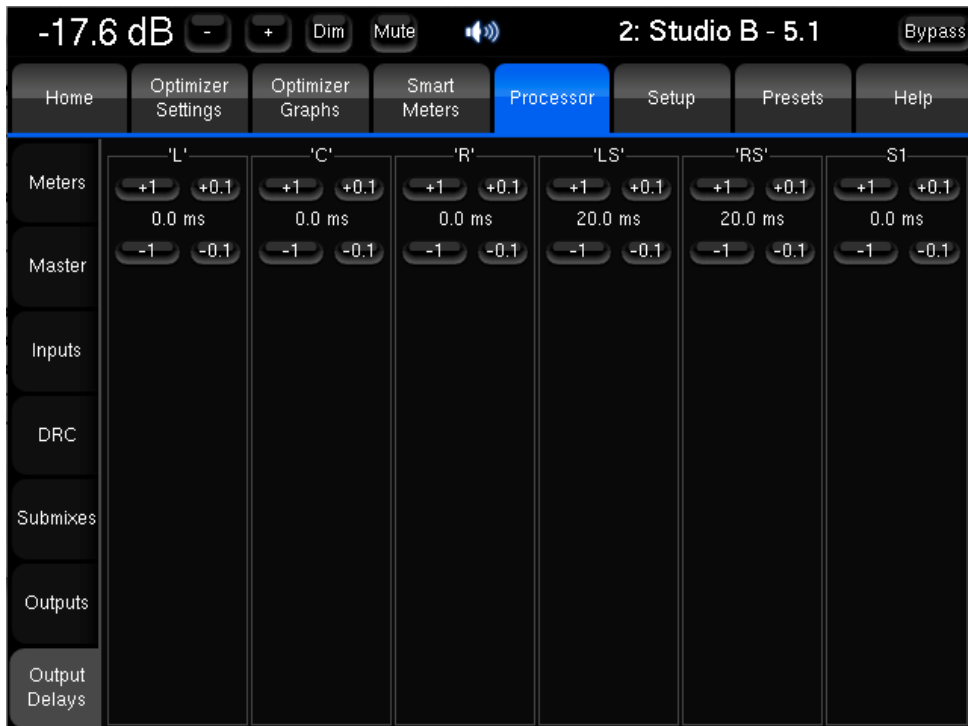 -17.6 dB - + Dim Mute 2: Studio B - 5.1 Bypass
Home Optimizer Settings Optimizer Graphs Smart Meters Processor Setup Presets Help
Meters
Master
Inputs
DRC
Submixes
Outputs
Output
Delays
'L' 'C' 'R' 'LS' 'RS' S1
+1 +0.1 +1 +0.1 +1 +0.1 +1 +0.1 +1 +0.1 +1 +0.1
0.0 ms 0.0 ms 0.0 ms 20.0 ms 20.0 ms 0.0 ms
-1 -0.1 -1 -0.1 -1 -0.1 -1 -0.1 -1 -0.1 -1 -0.1